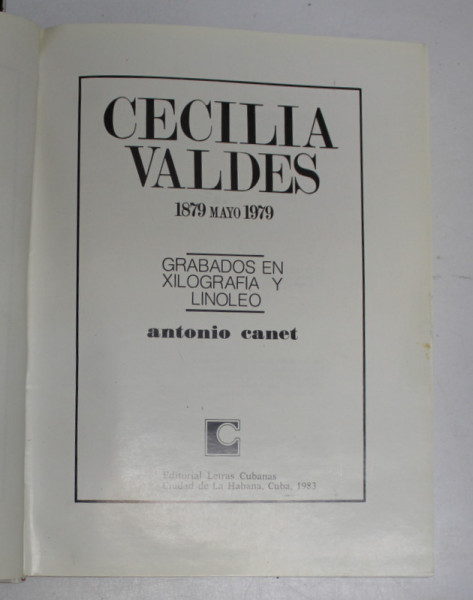 CECILIA
VALDES
1879 MAYO 1979
GRABADOS EN
XILOGRAFIA Y
LINOLEO
antonio canet
C
Editorial Letras Cubanas
Ciudad de La Habana, Cuba, 1983